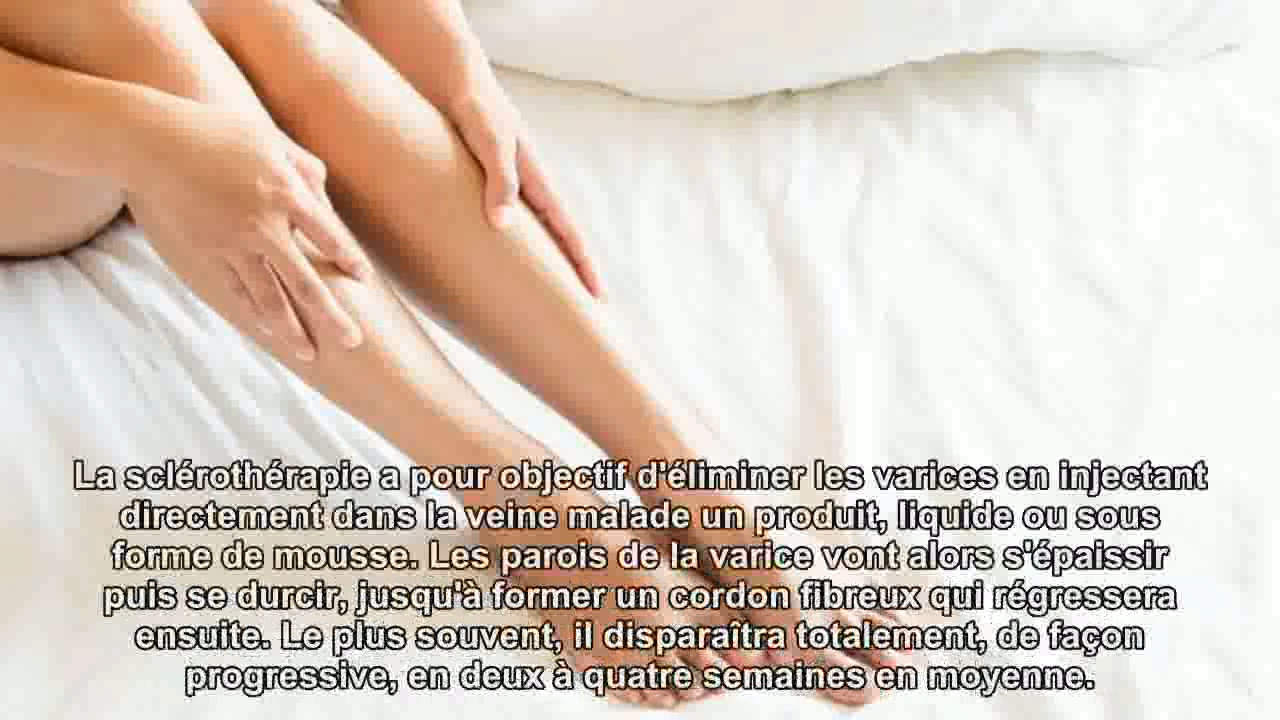 La sclérothérapie a pour objectif d'éliminer les varices en injectant
directement dans la veine malade un produit, liquide ou sous
forme de mousse. Les parois de la varice vont alors s'épaissir
puis se durcir, jusqu'à former un cordon fibreux qui régressera
ensuite. Le plus souvent, il disparaîtra totalement, de façon
progressive, en deux à quatre semaines en moyenne.